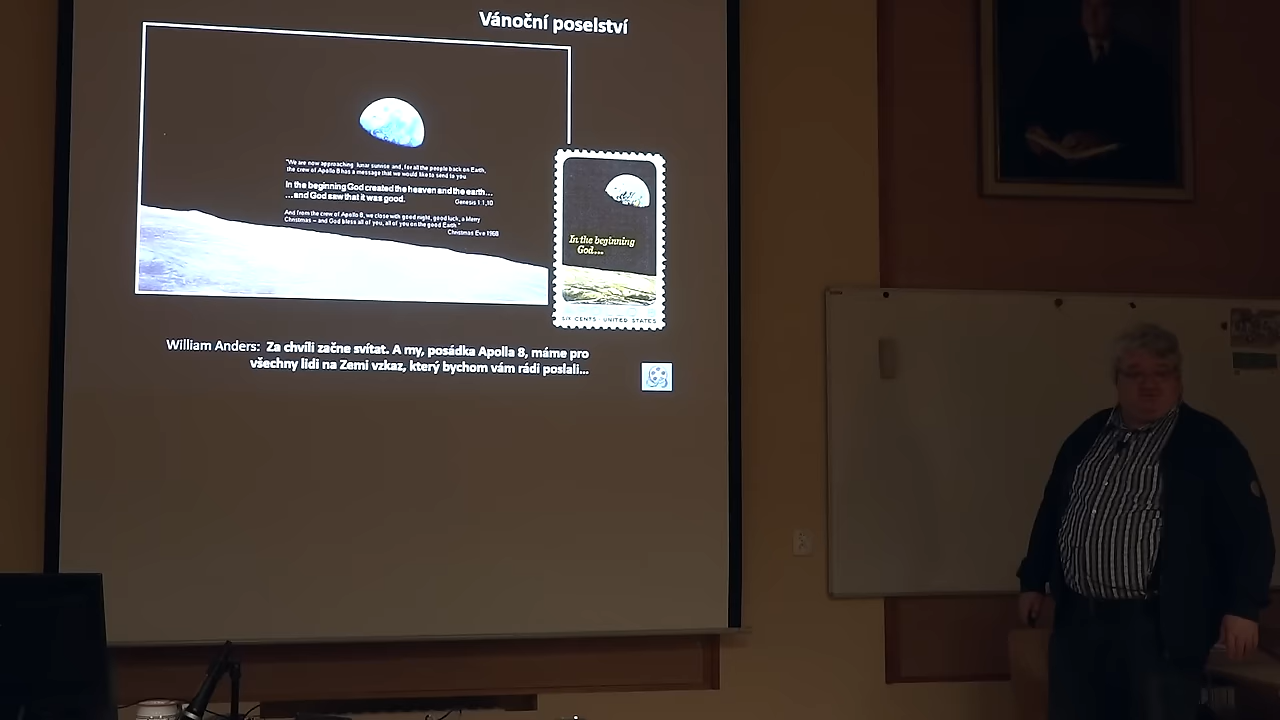 Vánoční poselství
"We are now approaching lunar sunrise and, for all the people back on Earth,
the crew of Apollo 8 has a message that we would like to send to you
In the beginning God created the heaven and the earth...
...and God saw that it was good.
Genesis 1:1,10
And from the crew of Apollo 8, we close with good night, good luck, a Merry
Christmas – and God bless all of you, all of you on the good Earth."
Christmas Eve 1968
In the beginning
God...
SIX CENTS · UNITED STATES
William Anders: Za chvíli začne svítat. A my, posádka Apolla 8, máme pro
všechny lidi na Zemi vzkaz, který bychom vám rádi poslali...